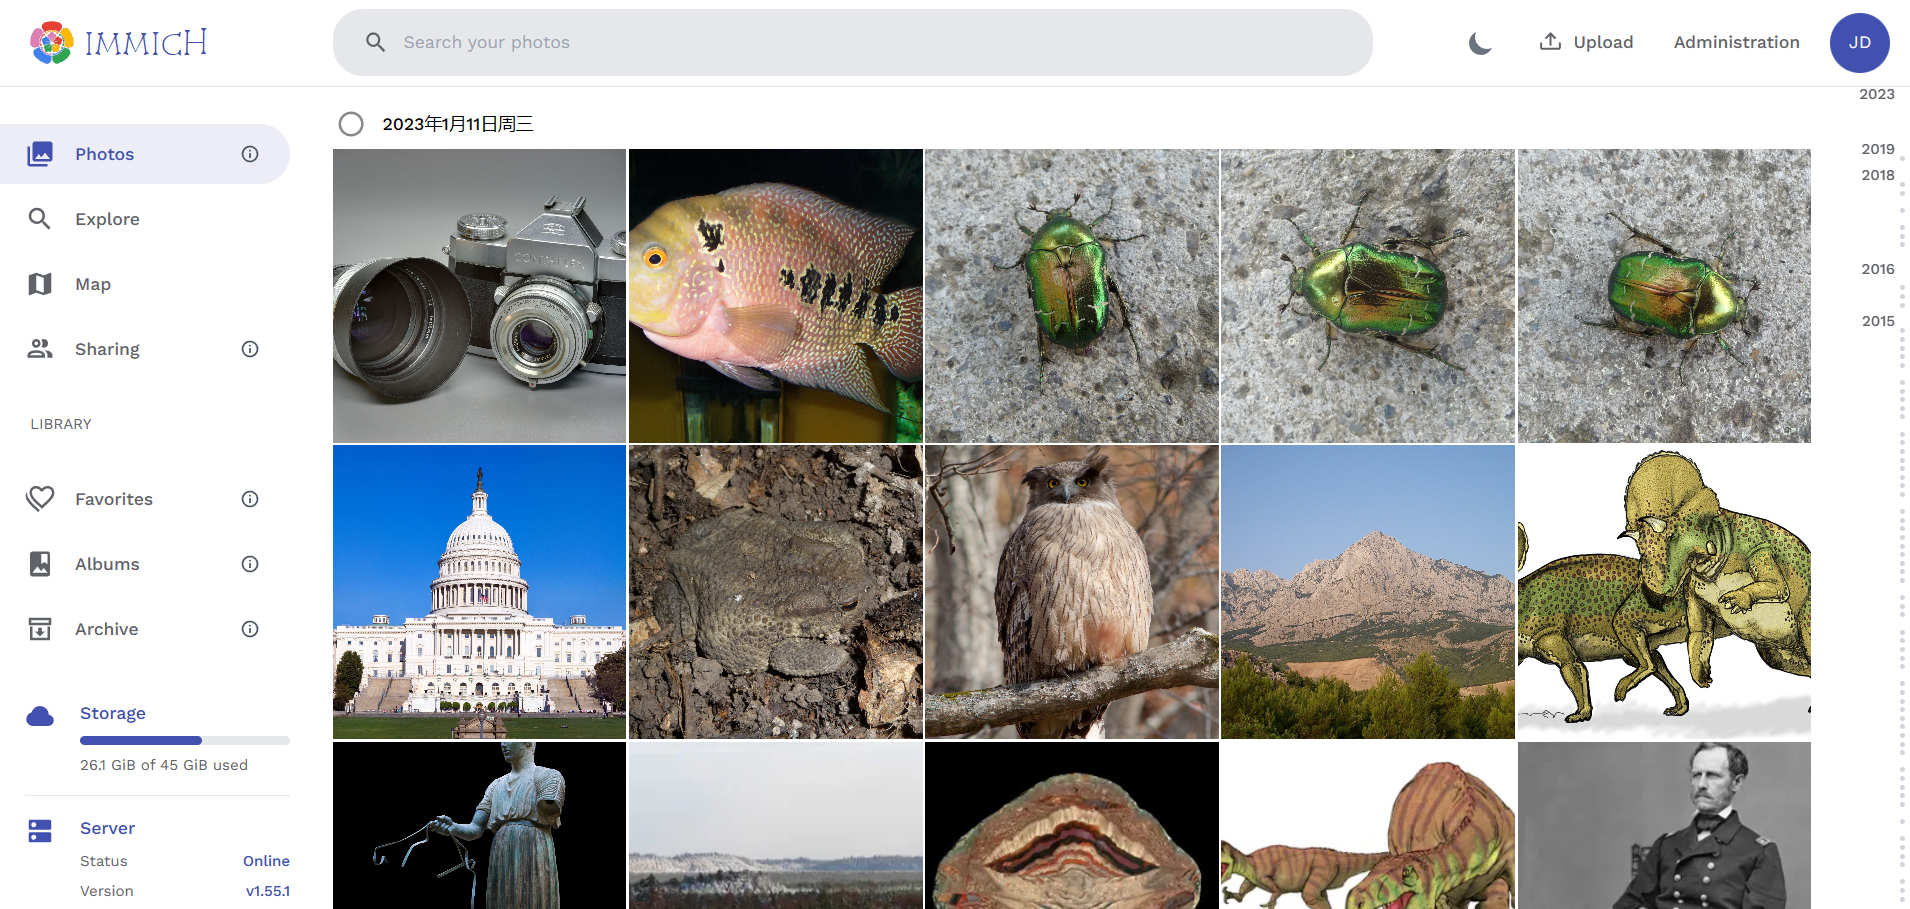 IMMICH
Search your photos
Upload
Administration
JD
Photos
Explore
Map
Sharing
LIBRARY
Favorites
Albums
Archive
Storage
26.1 GiB of 45 GiB used
Server
Status Online
Version v1.55.1
2023年1月11日周三
CONTAFLEX
2023
2019
2018
2016
2015